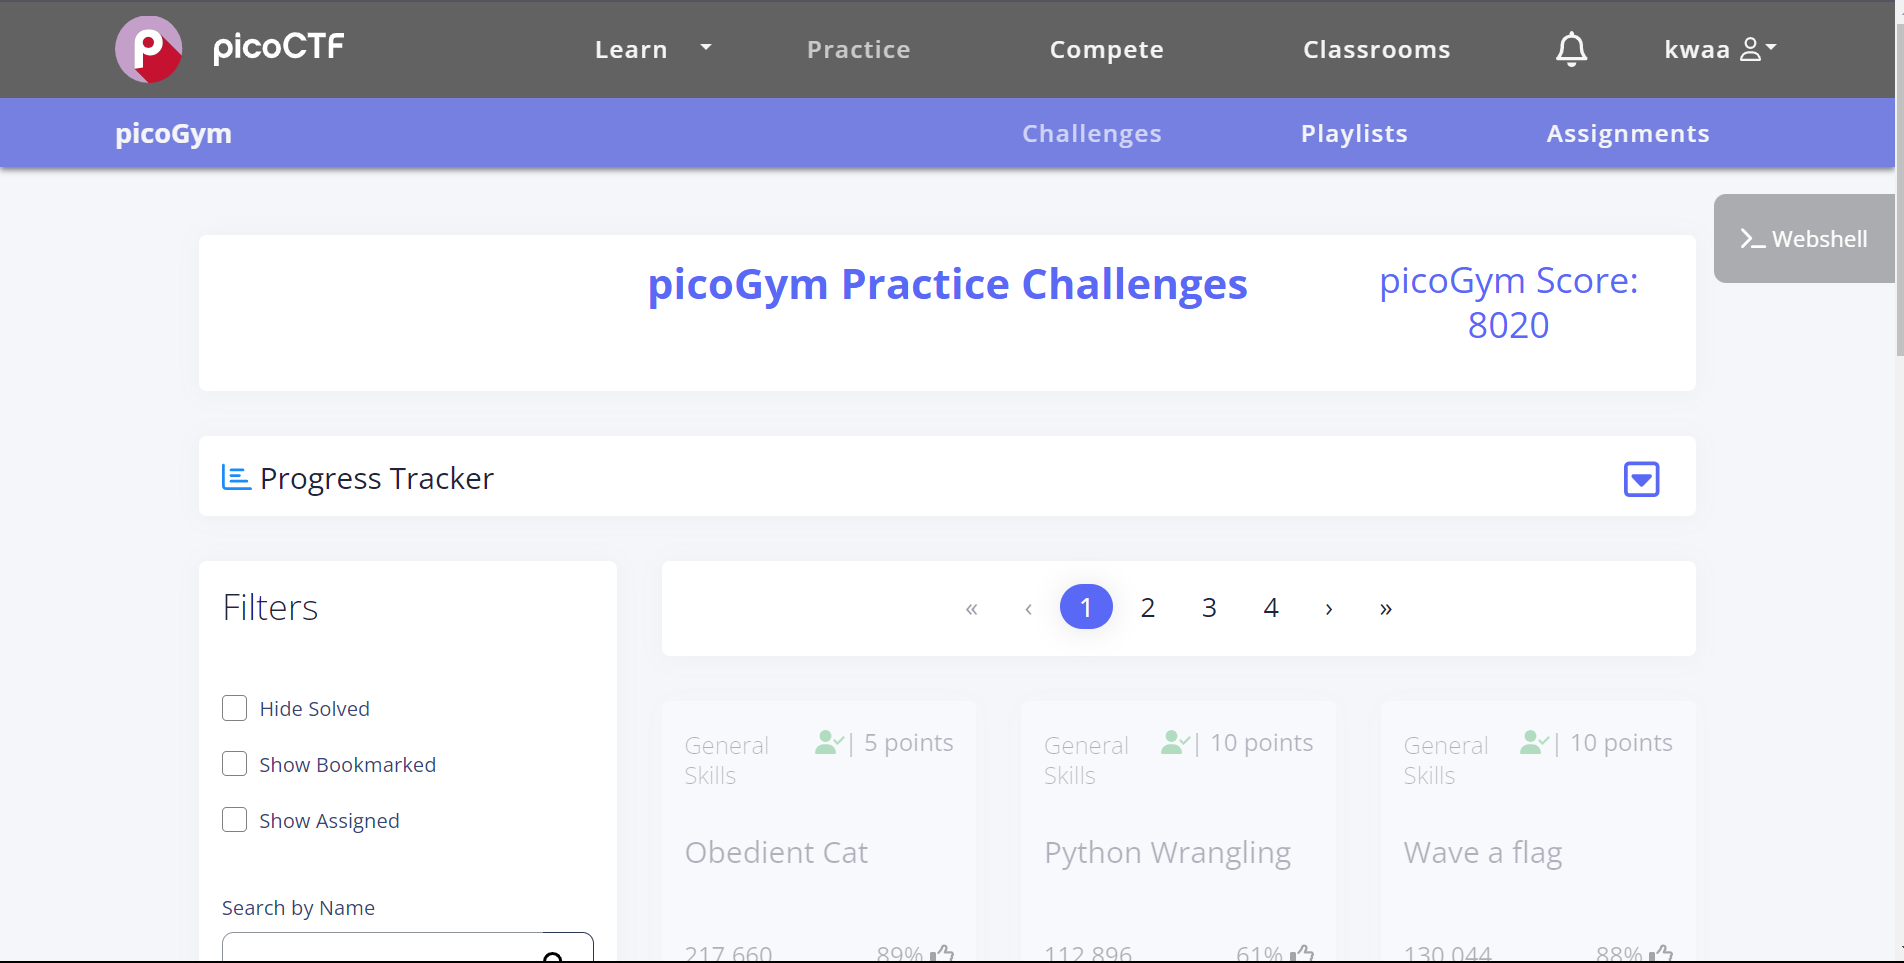 picoCTF
Learn Practice Compete Classrooms kwaa
picoGym Challenges Playlists Assignments
Webshell
picoGym Practice Challenges
picoGym Score:
8020
Progress Tracker
Filters
Hide Solved
Show Bookmarked
Show Assigned
Search by Name
« ‹ 1 2 3 4 › »
General
Skills
| 5 points
Obedient Cat
217,660 89%
General
Skills
| 10 points
Python Wrangling
112,896 61%
General
Skills
| 10 points
Wave a flag
130,044 88%